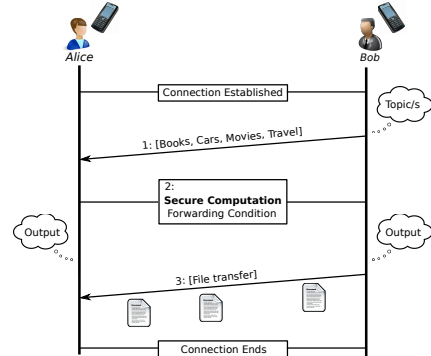 Alice
Bob
Connection Established
Topic/s
1: [Books, Cars, Movies, Travel]
2:
Secure Computation
Forwarding Condition
Output
Output
3: [File transfer]
Connection Ends